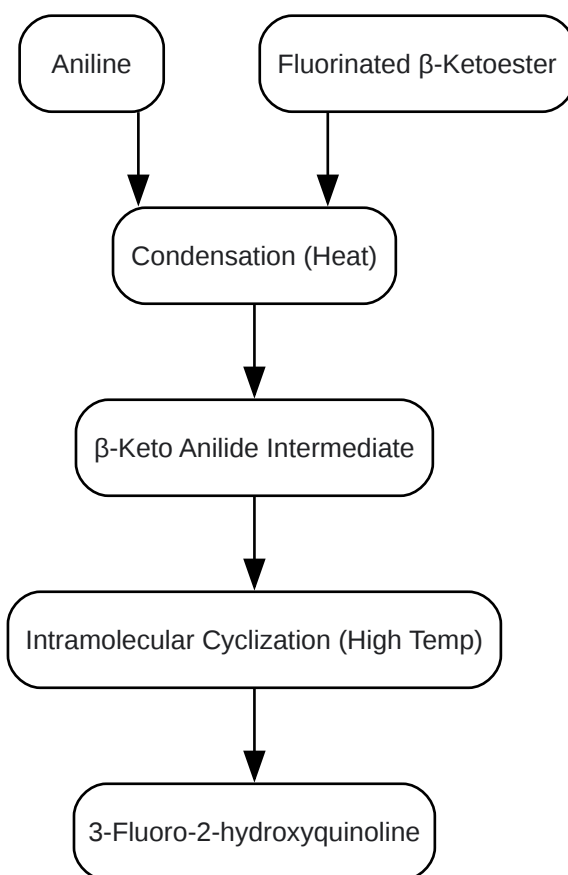 Aniline
Fluorinated β-Ketoester
Condensation (Heat)
β-Keto Anilide Intermediate
Intramolecular Cyclization (High Temp)
3-Fluoro-2-hydroxyquinoline